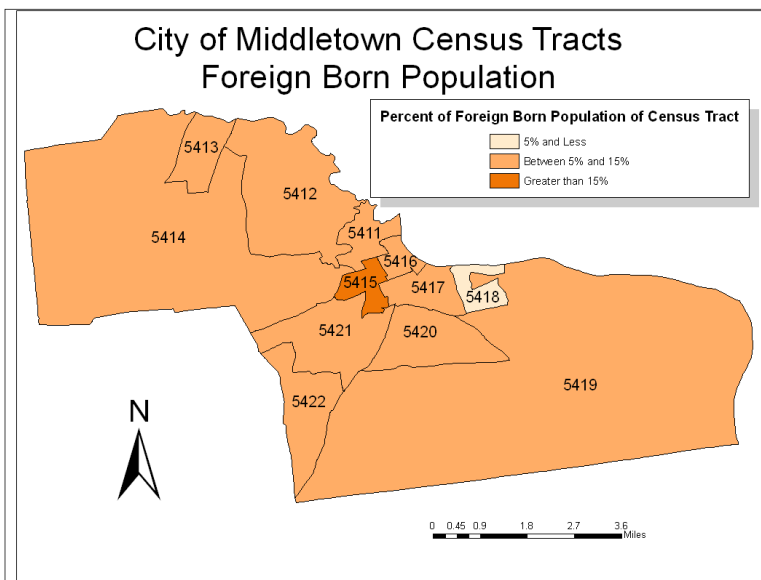 City of Middletown Census Tracts
Foreign Born Population
Percent of Foreign Born Population of Census Tract
5% and Less
Between 5% and 15%
Greater than 15%
5413
5412
5414
5411
5416
5415
5417
5418
5421
5420
5419
5422
N
0 0.45 0.9 1.8 2.7 3.6
Miles